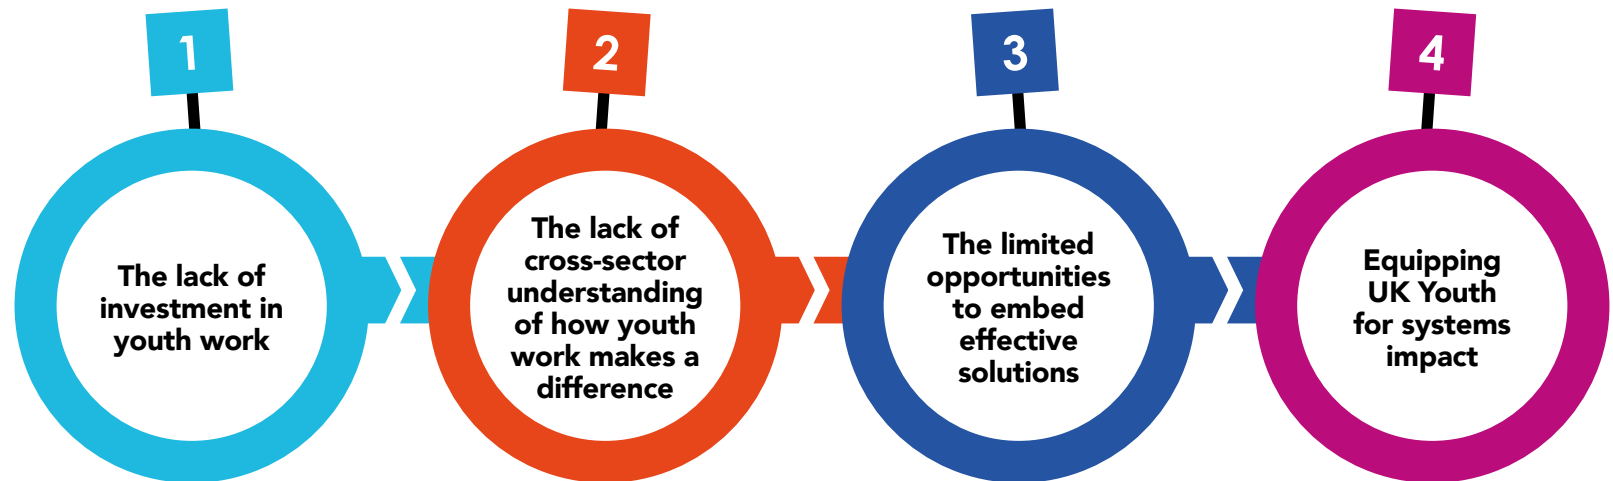 1
The lack of
investment in
youth work
2
The lack of
cross-sector
understanding
of how youth
work makes a
difference
3
The limited
opportunities
to embed
effective
solutions
4
Equipping
UK Youth
for systems
impact